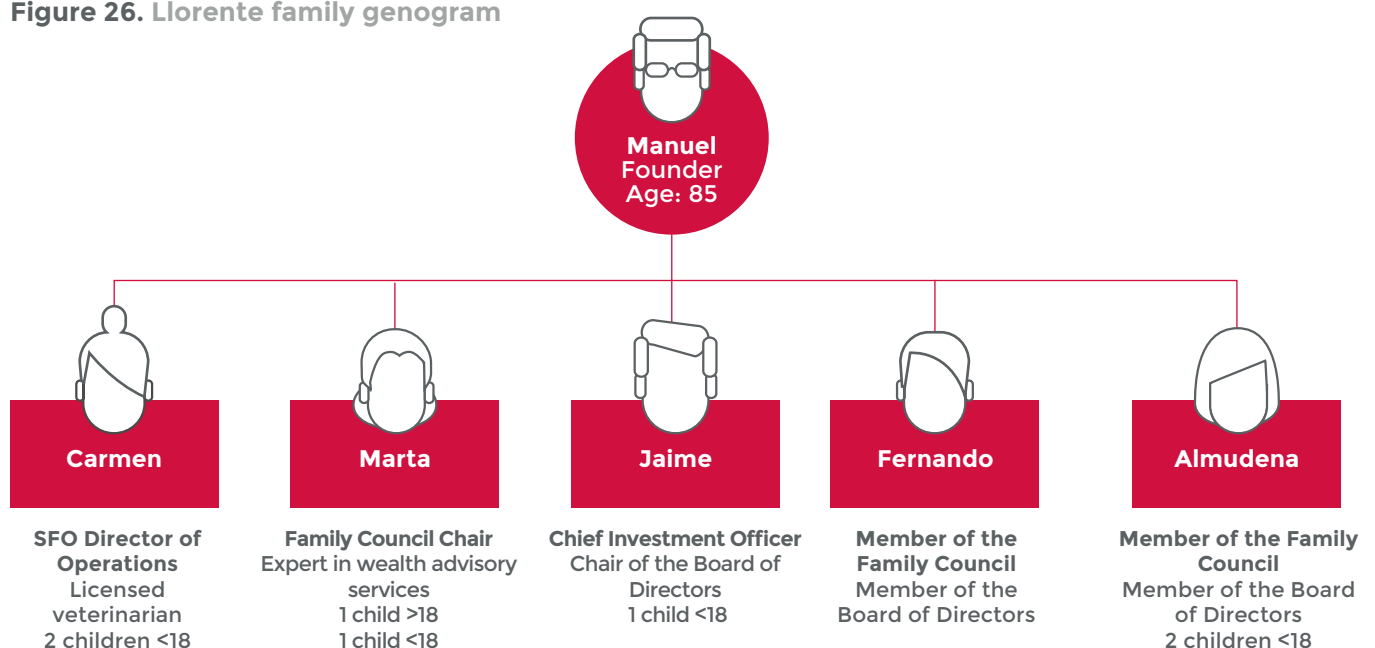 Figure 26. Llorente family genogram
Manuel
Founder
Age: 85
Carmen
SFO Director of
Operations
Licensed
veterinarian
2 children <18
Marta
Family Council Chair
Expert in wealth advisory
services
1 child >18
1 child <18
Jaime
Chief Investment Officer
Chair of the Board of
Directors
1 child <18
Fernando
Member of the
Family Council
Member of the
Board of Directors
Almudena
Member of the Family
Council
Member of the Board
of Directors
2 children <18